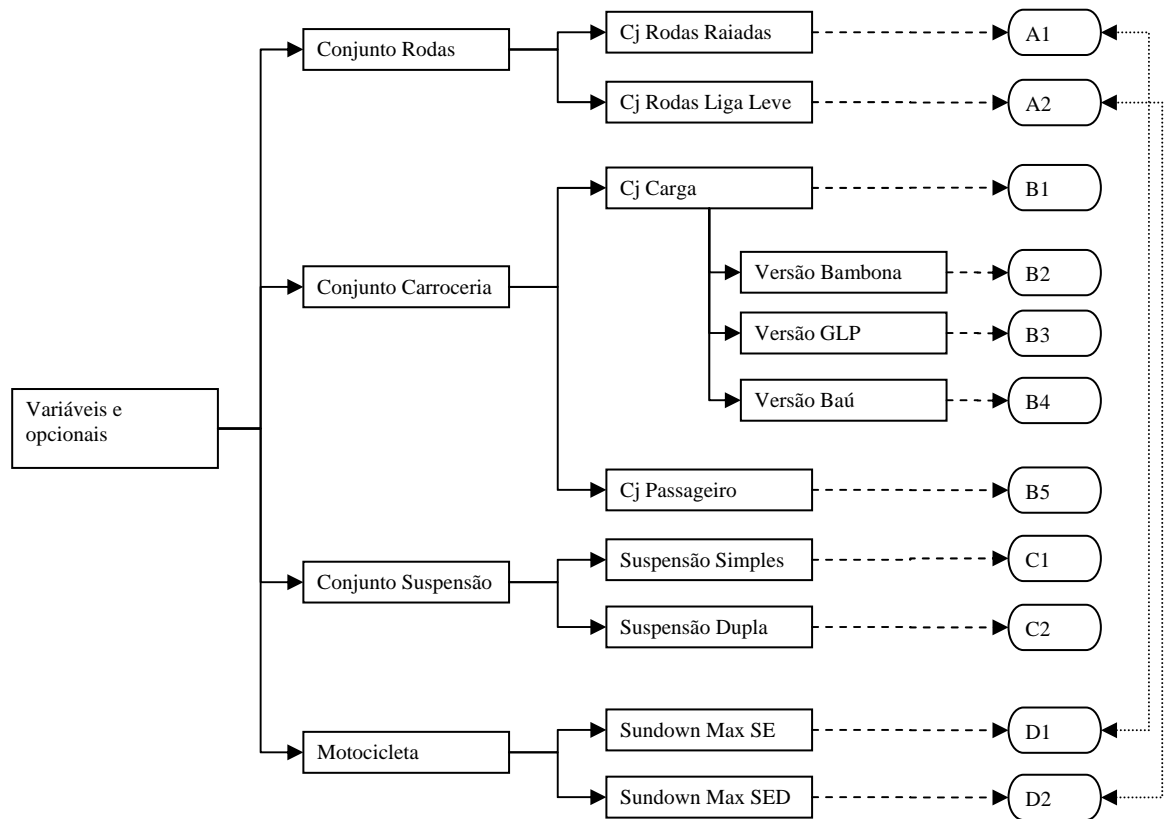 Cj Rodas Raiadas
A1
Conjunto Rodas
Cj Rodas Liga Leve
A2
Cj Carga
B1
Versão Bambona
B2
Conjunto Carroceria
Versão GLP
B3
Versão Baú
B4
Variáveis e
opcionais
Cj Passageiro
B5
Suspensão Simples
C1
Conjunto Suspensão
Suspensão Dupla
C2
Sundown Max SE
D1
Motocicleta
Sundown Max SED
D2